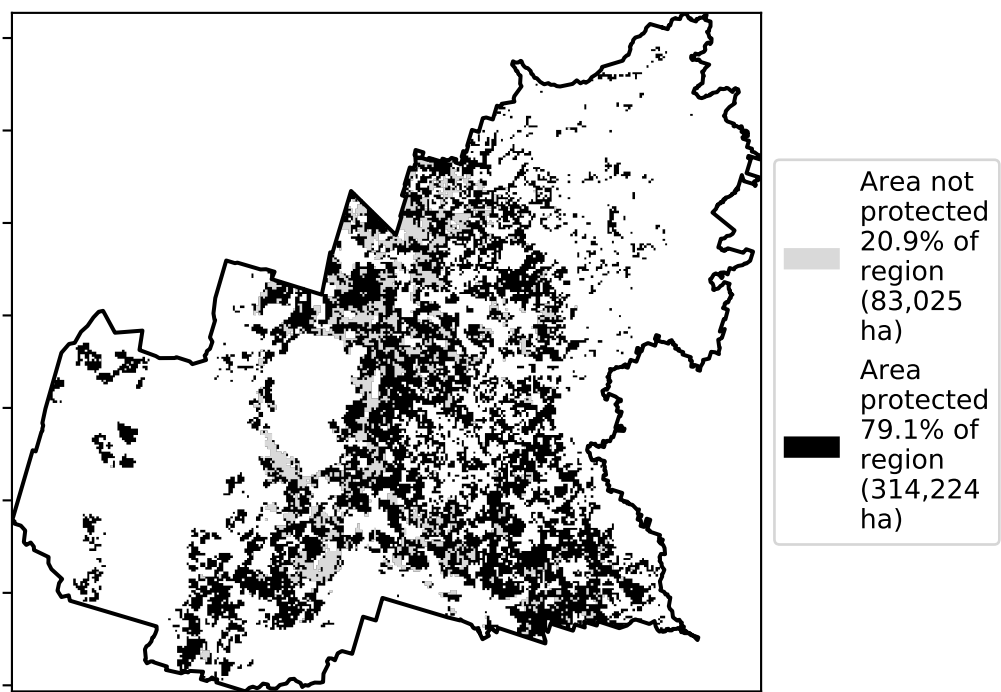 Area not
protected
20.9% of
region
(83,025
ha)
Area
protected
79.1% of
region
(314,224
ha)